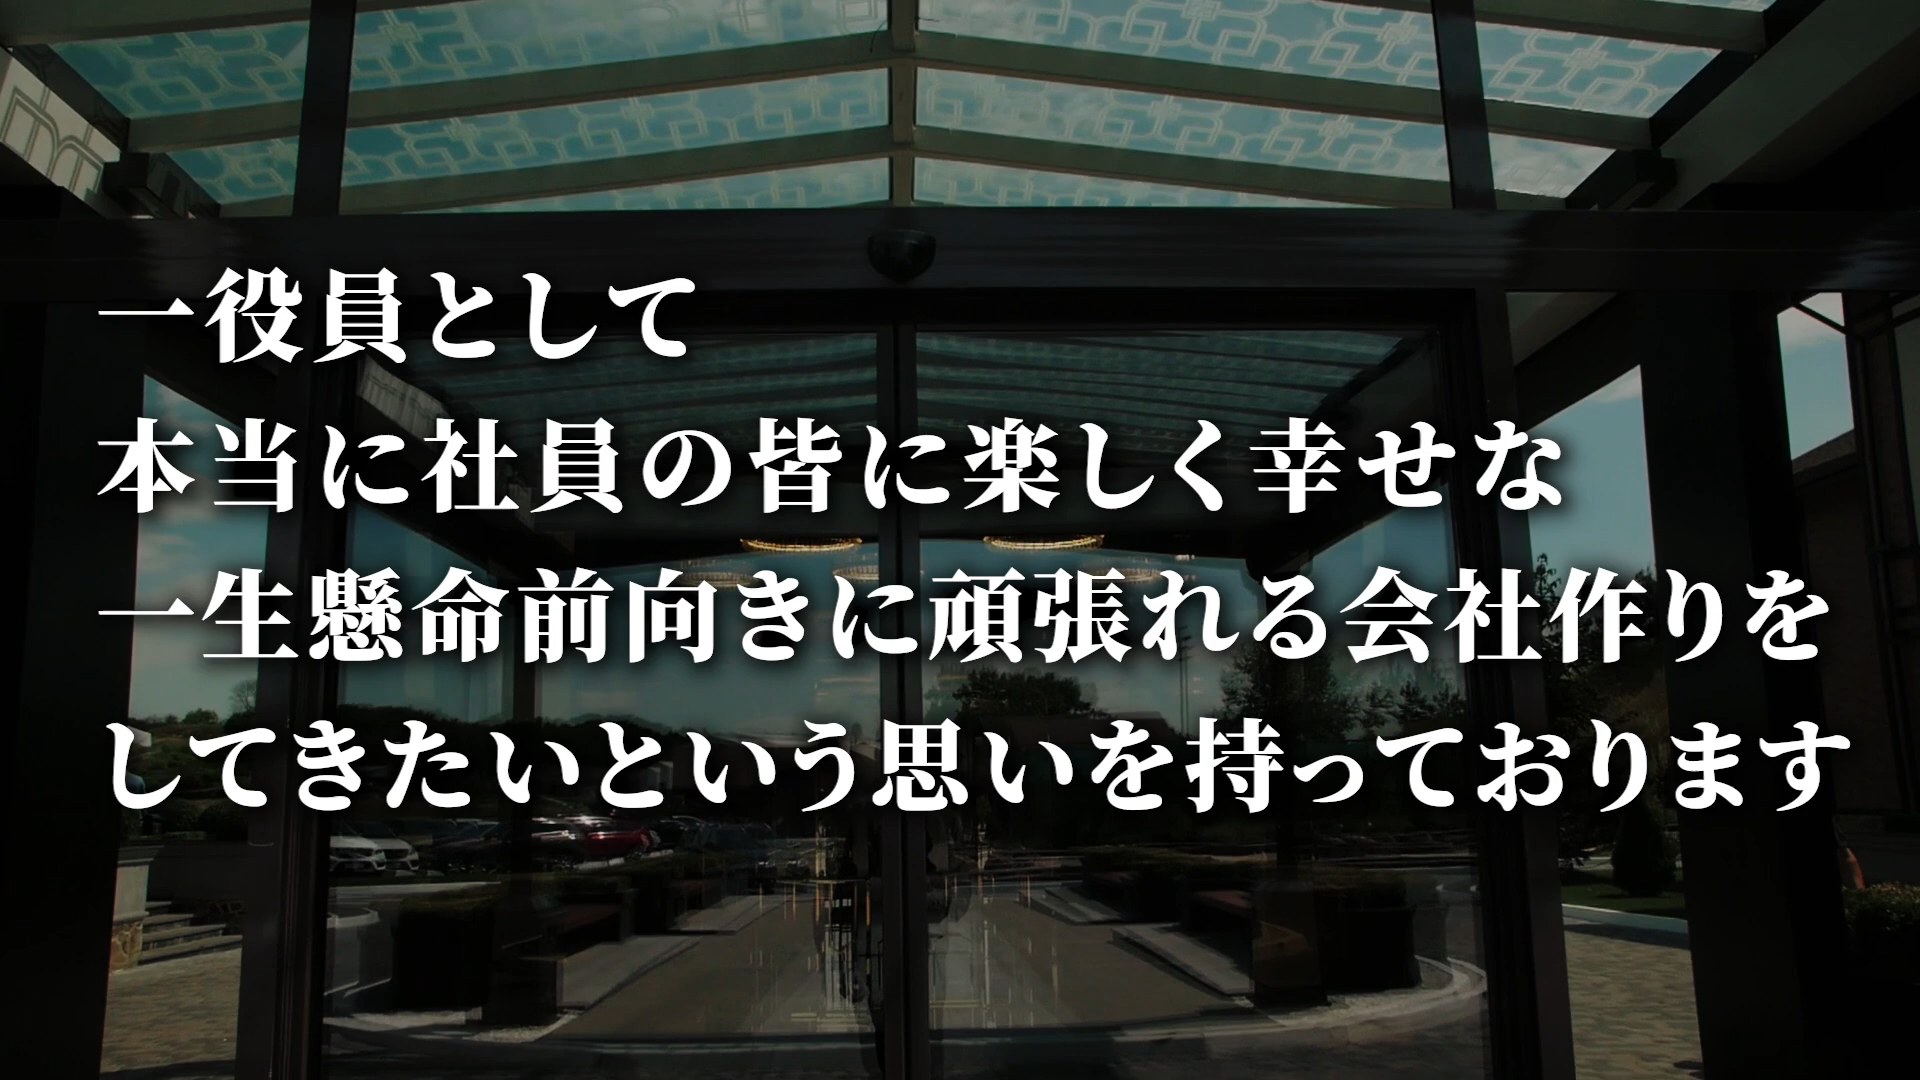 一役員として
本当に社員の皆に楽しく幸せな
一生懸命前向きに頑張れる会社作りを
してきたいという思いを持っております